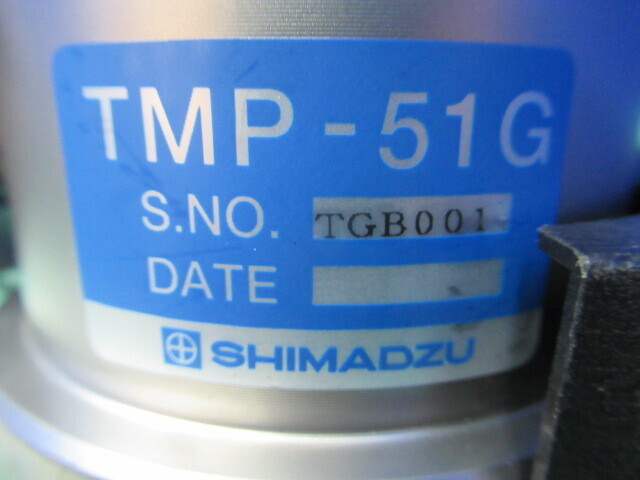 TMP-51G
S.NO. TGB001
DATE
SHIMADZU